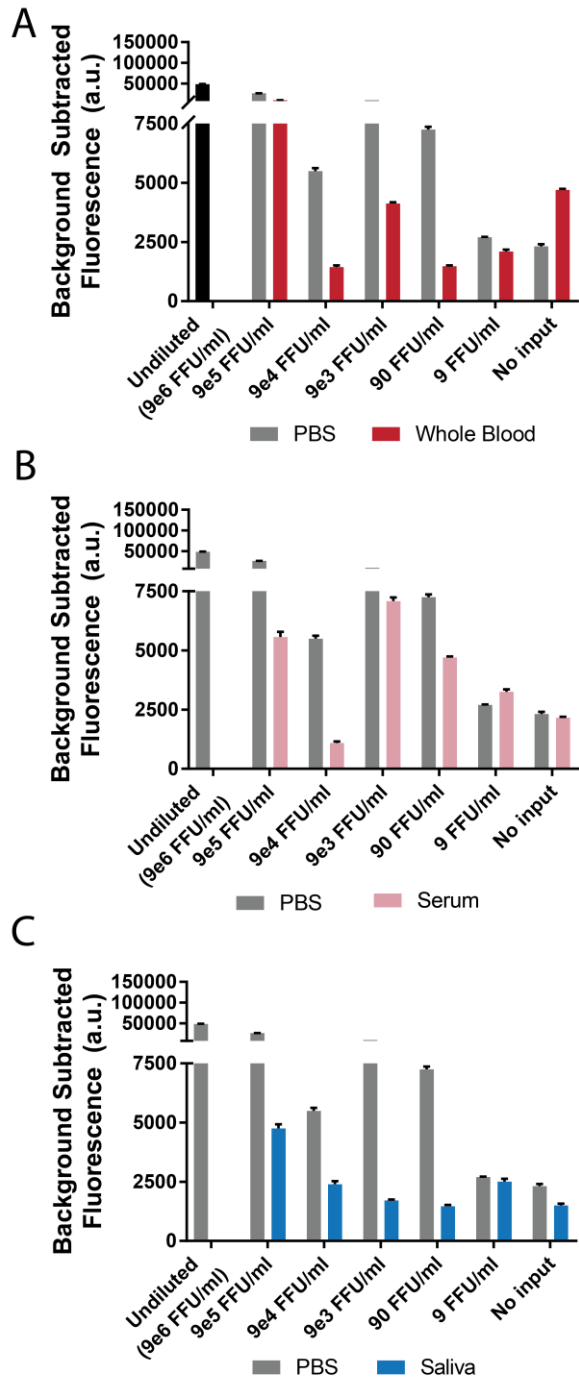 A
Background Subtracted
Fluorescence (a.u.)
150000
100000
50000
7500
5000
2500
0
Undiluted
(9e6 FFU/ml)
9e5 FFU/ml
9e4 FFU/ml
9e3 FFU/ml
90 FFU/ml
9 FFU/ml
No input
PBS Whole Blood
B
Background Subtracted
Fluorescence (a.u.)
150000
100000
50000
7500
5000
2500
0
Undiluted
(9e6 FFU/ml)
9e5 FFU/ml
9e4 FFU/ml
9e3 FFU/ml
90 FFU/ml
9 FFU/ml
No input
PBS Serum
C
Background Subtracted
Fluorescence (a.u.)
150000
100000
50000
7500
5000
2500
0
Undiluted
(9e6 FFU/ml)
9e5 FFU/ml
9e4 FFU/ml
9e3 FFU/ml
90 FFU/ml
9 FFU/ml
No input
PBS Saliva